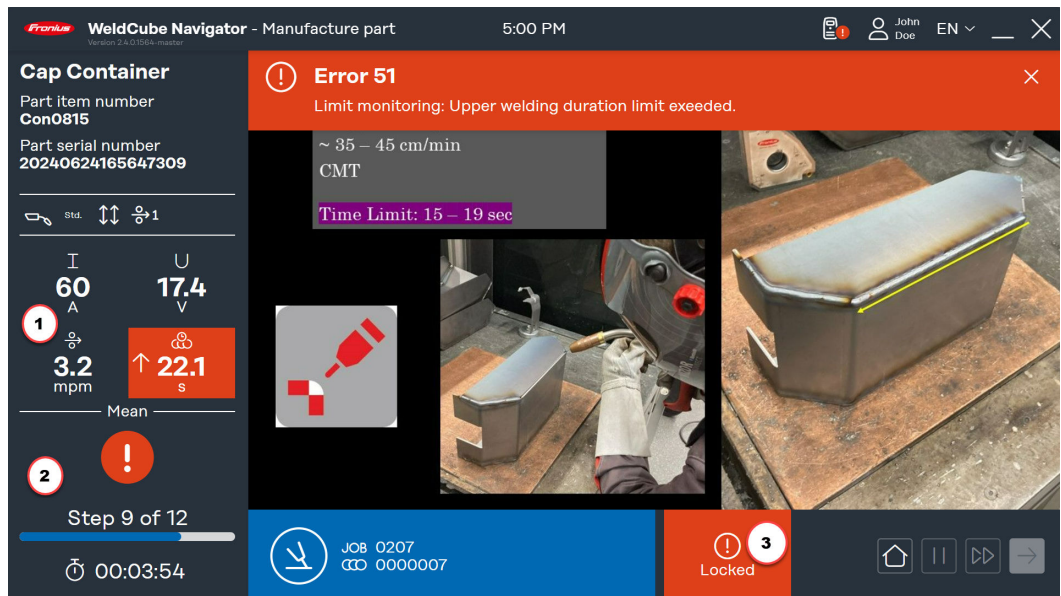 Fronius WeldCube Navigator - Manufacture part 5:00 PM John Doe EN
Version 2.4.0.1564-master
Cap Container
Part item number
Con0815
Part serial number
20240624165647309
Std. 1
I U
60 17.4
A V
1
3.2 22.1
mpm s
Mean
!
2
Step 9 of 12
00:03:54
Error 51
Limit monitoring: Upper welding duration limit exeeded.
~ 35 – 45 cm/min
CMT
Time Limit: 15 – 19 sec
Fronius
JOB 0207
0000007
3
Locked